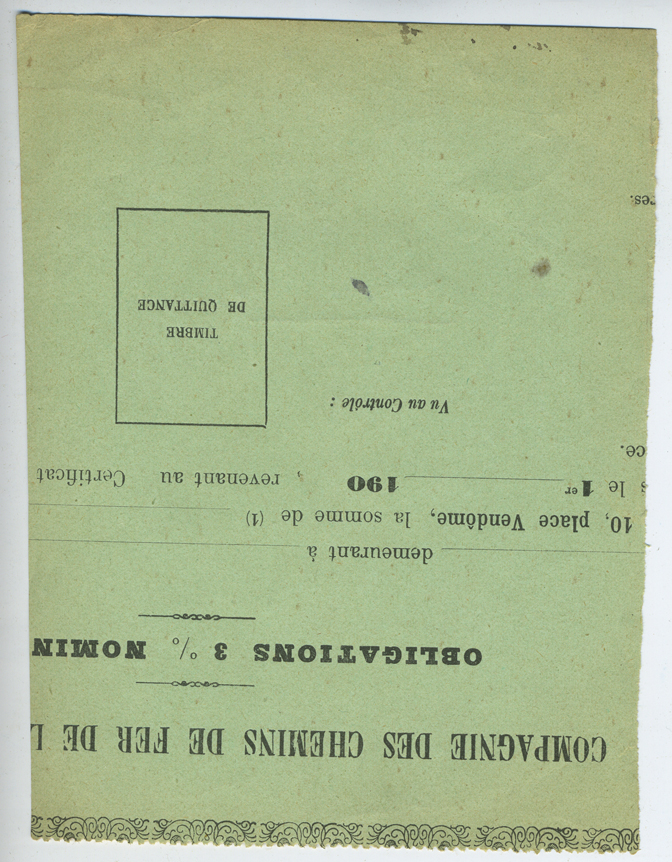 COMPAGNIE DES CHEMINS DE FER DE L
OBLIGATIONS 3 % NOMIN
demeurant à
10, place Vendôme, la somme de (1)
s le 1er 190 , revenant au Certificat
ce.
Vu au Contrôle :
TIMBRE
DE QUITTANCE
res.